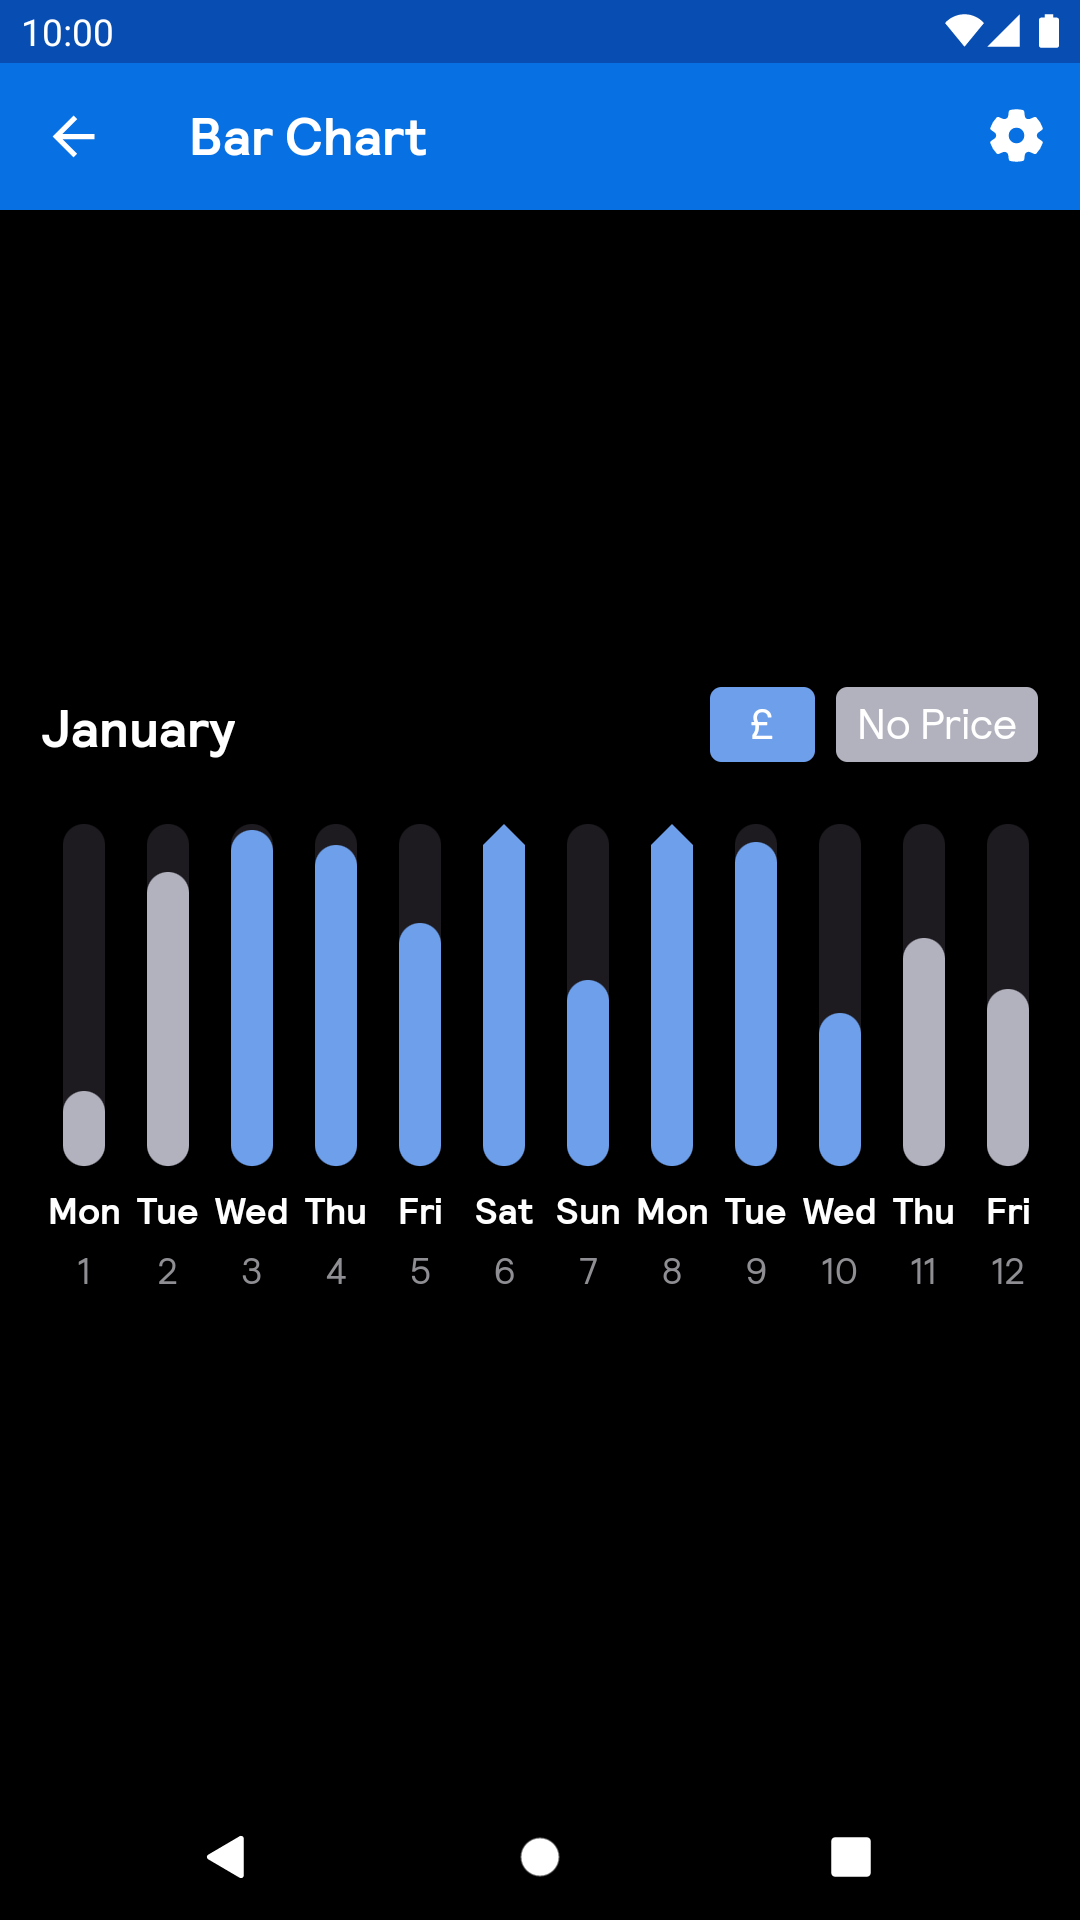 10:00
Bar Chart
January
£ No Price
Mon Tue Wed Thu Fri Sat Sun Mon Tue Wed Thu Fri
1 2 3 4 5 6 7 8 9 10 11 12